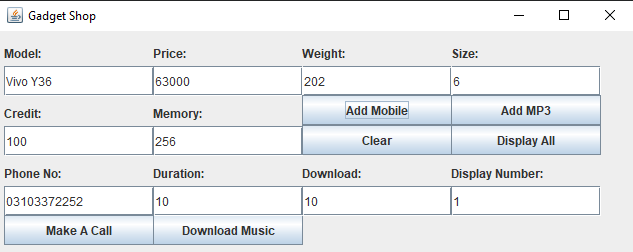 Gadget Shop
Model: Price: Weight: Size:
Vivo Y36 63000 202 6
Credit: Memory: Add Mobile Add MP3
100 256 Clear Display All
Phone No: Duration: Download: Display Number:
03103372252 10 10 1
Make A Call Download Music